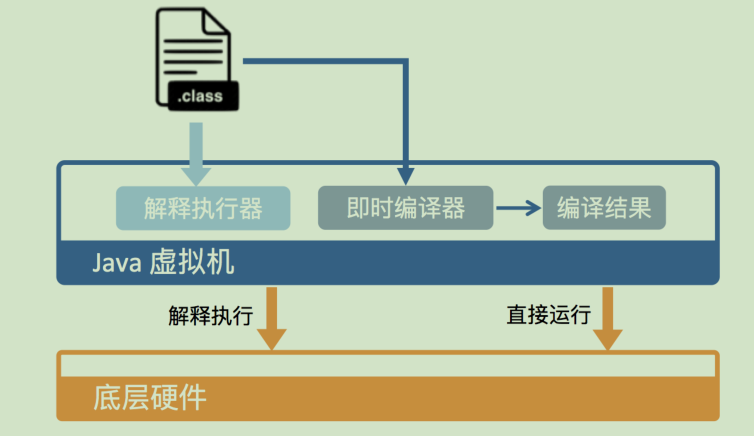 .class
解释执行器
即时编译器
编译结果
Java 虚拟机
解释执行
直接运行
底层硬件